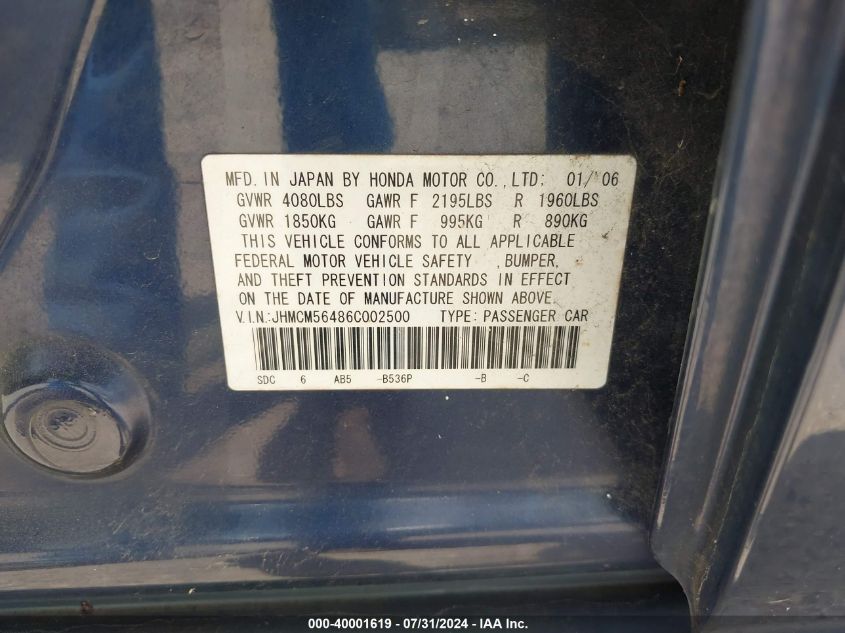 MFD. IN JAPAN BY HONDA MOTOR CO., LTD; 01/ 06
GVWR 4080LBS GAWR F 2195LBS R 1960LBS
GVWR 1850KG GAWR F 995KG R 890KG
THIS VEHICLE CONFORMS TO ALL APPLICABLE
FEDERAL MOTOR VEHICLE SAFETY ,BUMPER,
AND THEFT PREVENTION STANDARDS IN EFFECT
ON THE DATE OF MANUFACTURE SHOWN ABOVE.
V.I.N.:JHMCM56486C002500 TYPE: PASSENGER CAR
SDC 6 AB5 -B536P -B -C
000-40001619 / 07/31/2024 - IAA Inc.